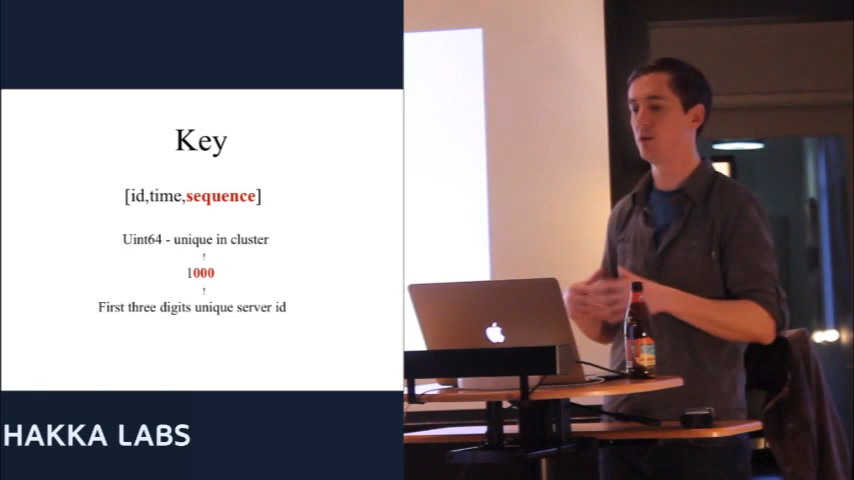 Key
[id,time,sequence]
Uint64 - unique in cluster
!
1000
!
First three digits unique server id
HAKKA LABS